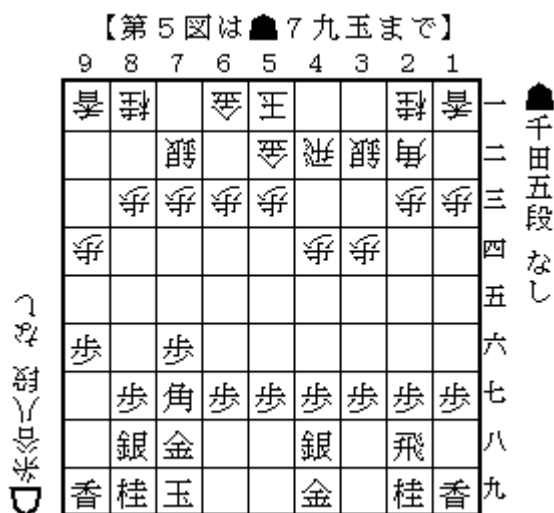 【第5図は☗7九玉まで】
9 8 7 6 5 4 3 2 1
香 桂 金 王 桂 香 一
銀 金 飛 銀 角 二
歩 歩 歩 歩 歩 歩 三
歩 歩 歩 四
五
歩 歩 六
歩 角 歩 歩 歩 歩 歩 歩 七
銀 金 銀 飛 八
香 桂 玉 金 桂 香 九
☗千田五段 なし
☖糸谷八段 なし